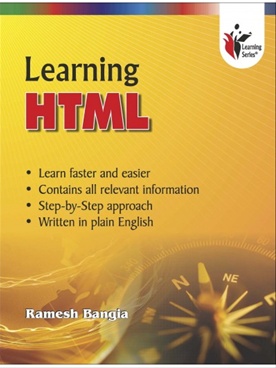 Learning
Series™
Learning
HTML
• Learn faster and easier
• Contains all relevant information
• Step-by-Step approach
• Written in plain English
W
N
NE
Ramesh Bangia